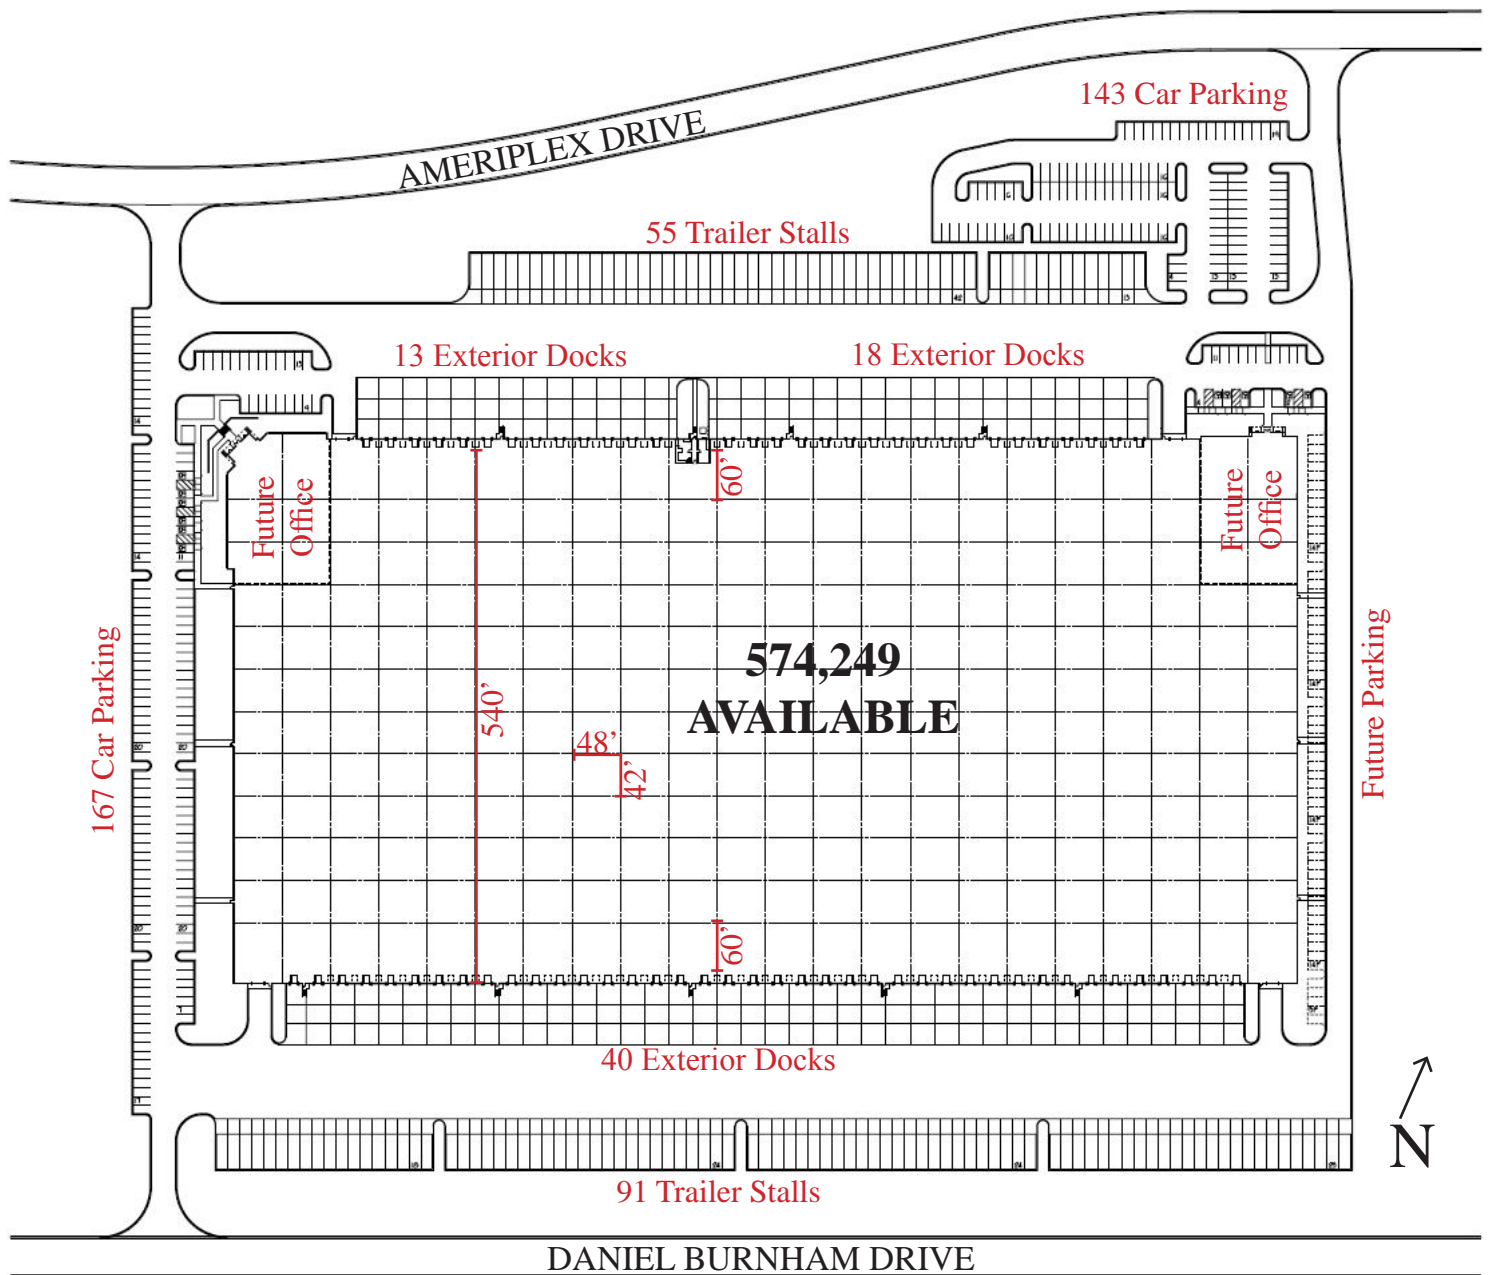 143 Car Parking
AMERIPLEX DRIVE
55 Trailer Stalls
13 Exterior Docks
18 Exterior Docks
60'
Future
Office
Future
Office
574,249
AVAILABLE
540'
48'
42'
167 Car Parking
Future Parking
60'
40 Exterior Docks
N
91 Trailer Stalls
DANIEL BURNHAM DRIVE